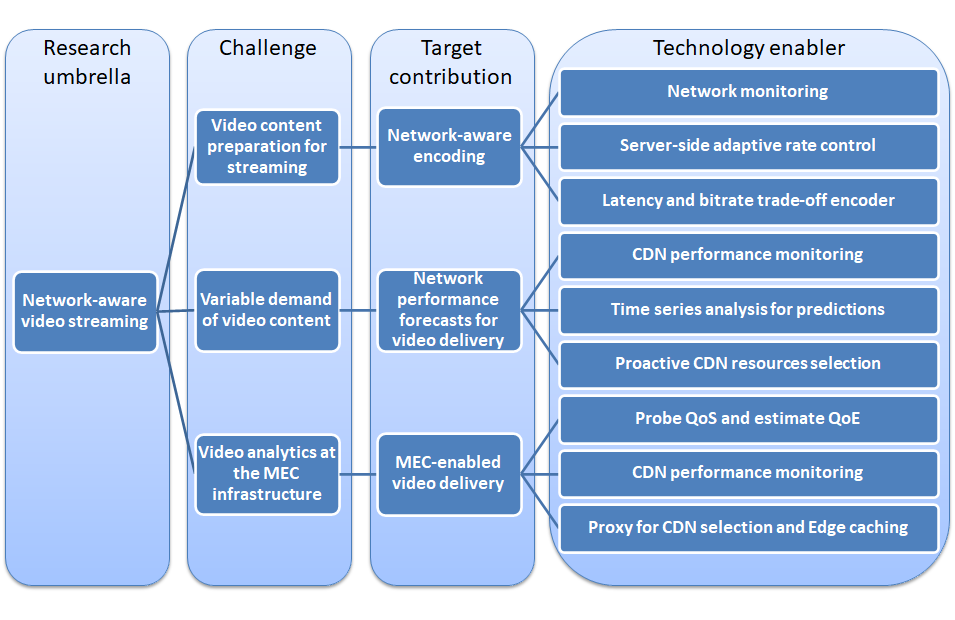 Research
umbrella
Challenge
Target
contribution
Technology enabler
Network-aware
video streaming
Video content
preparation for
streaming
Network-aware
encoding
Network monitoring
Server-side adaptive rate control
Latency and bitrate trade-off encoder
Variable demand
of video content
Network
performance
forecasts for
video delivery
CDN performance monitoring
Time series analysis for predictions
Proactive CDN resources selection
Video analytics at
the MEC
infrastructure
MEC-enabled
video delivery
Probe QoS and estimate QoE
CDN performance monitoring
Proxy for CDN selection and Edge caching